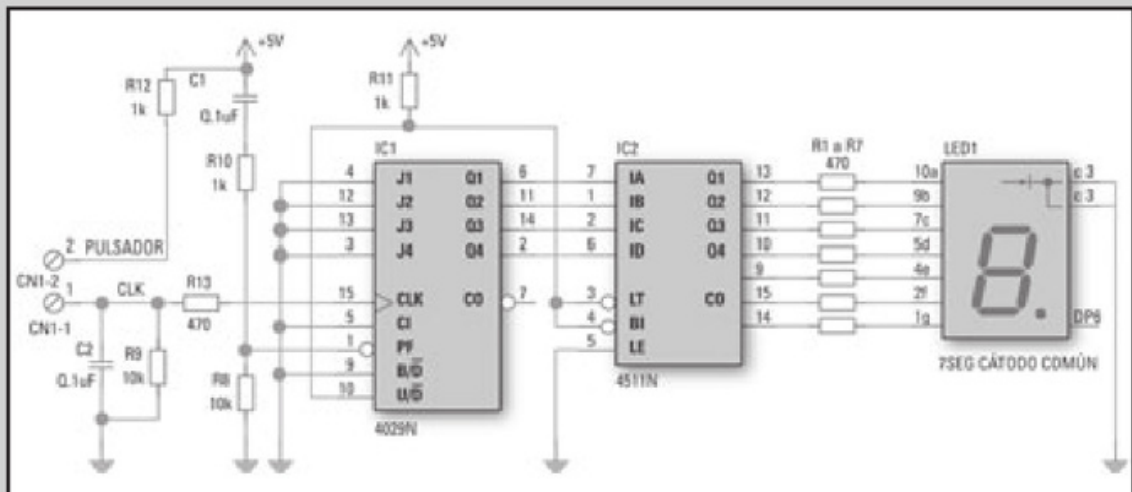 +5V
+5V
R12
1k
C1
0.1uF
R11
1k
R10
1k
IC1
4 J1 Q1 6
12 J2 Q2 11
13 J3 Q3 14
3 J4 Q4 2
15 CLK CO 7
5 CI
1 PF
9 B/D
10 U/D
4029N
IC2
7 IA Q1 13
1 IB Q2 12
2 IC Q3 11
6 ID Q4 10
9
3 LT CO 15
4 BI 14
5 LE
4511N
R1 a R7
470
LED1
10a c 3
9b c 3
7c
5d
4e
2f
1g DP6
7SEG CÁTODO COMÚN
2 PULSADOR
CN1-2
1 CLK
CN1-1
R13
470
C2
0.1uF
R9
10k
R8
10k